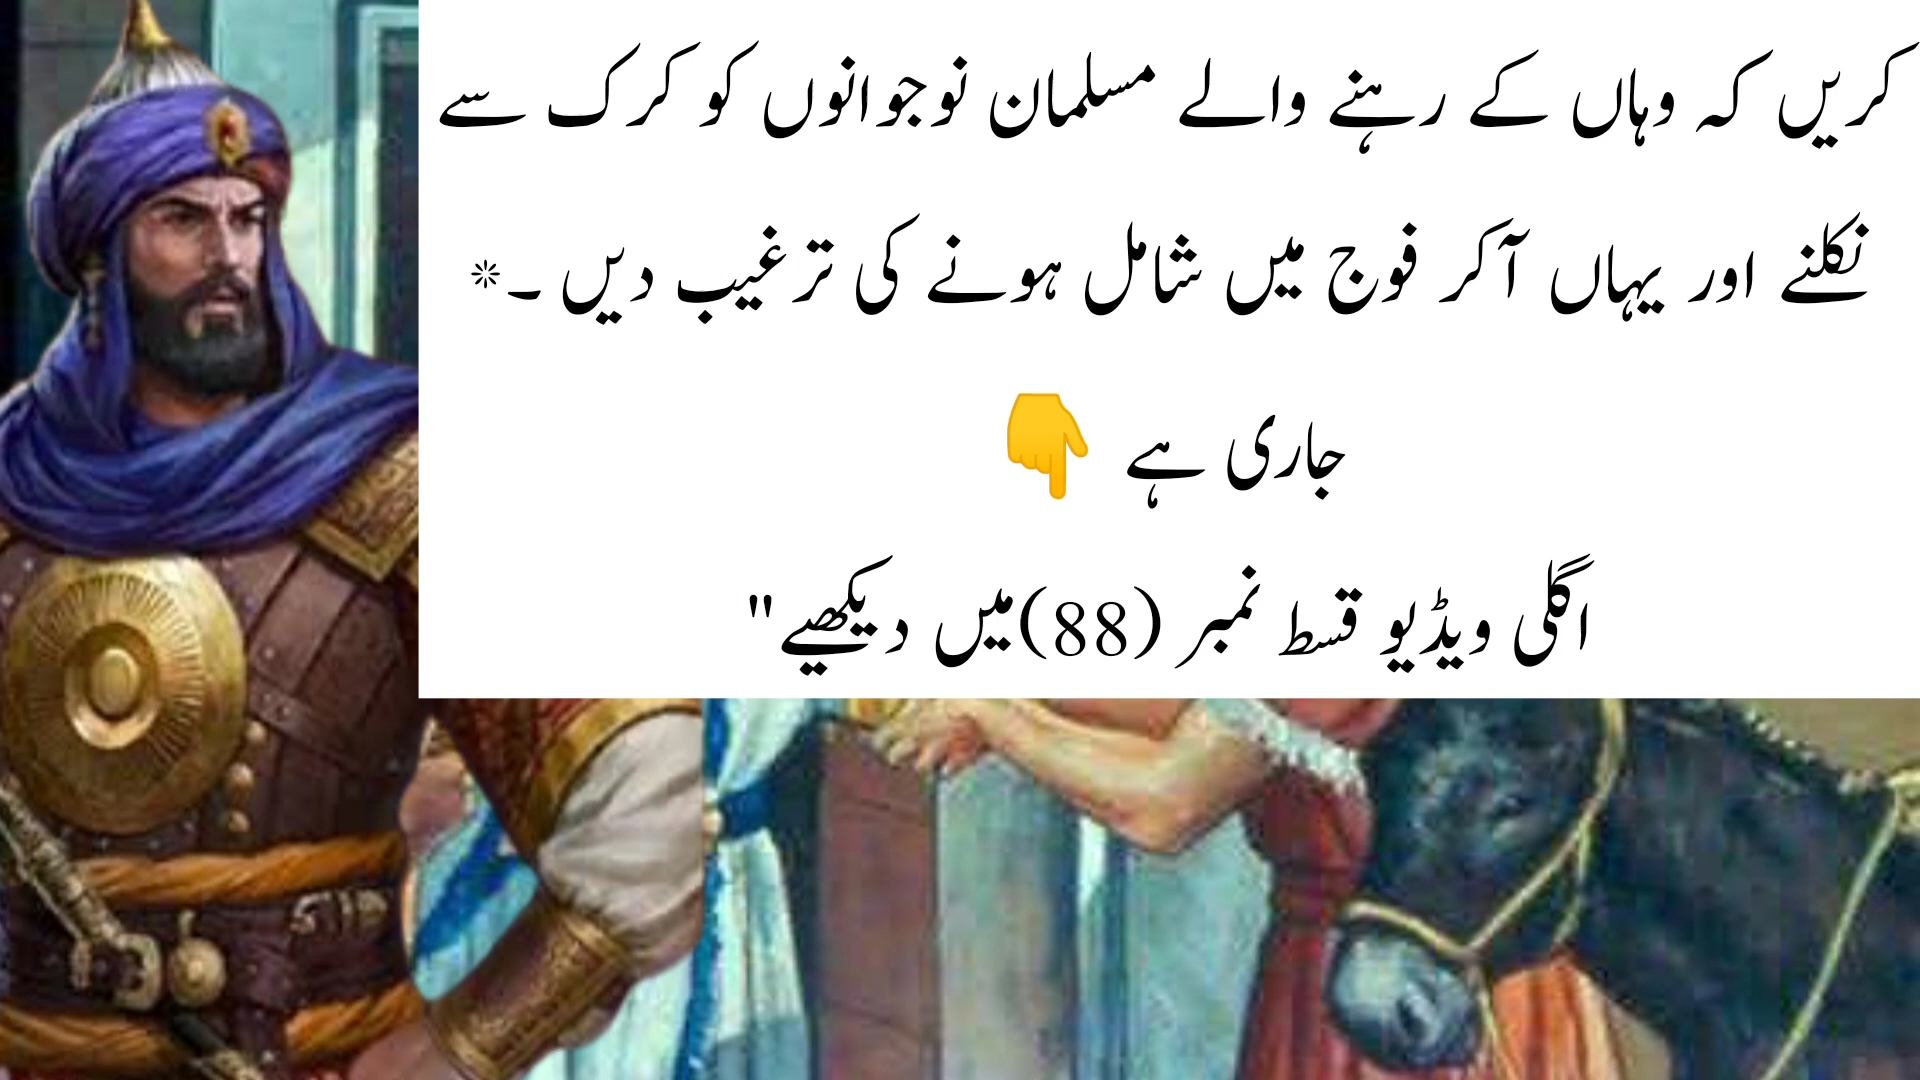 کریں کہ وہاں کے رہنے والے مسلمان نوجوانوں کو کرک سے
نکلنے اور یہاں آکر فوج میں شامل ہونے کی ترغیب دیں ۔*
جاری ہے 👇
اگلی ویڈیو قسط نمبر (88)میں دیکھیے"